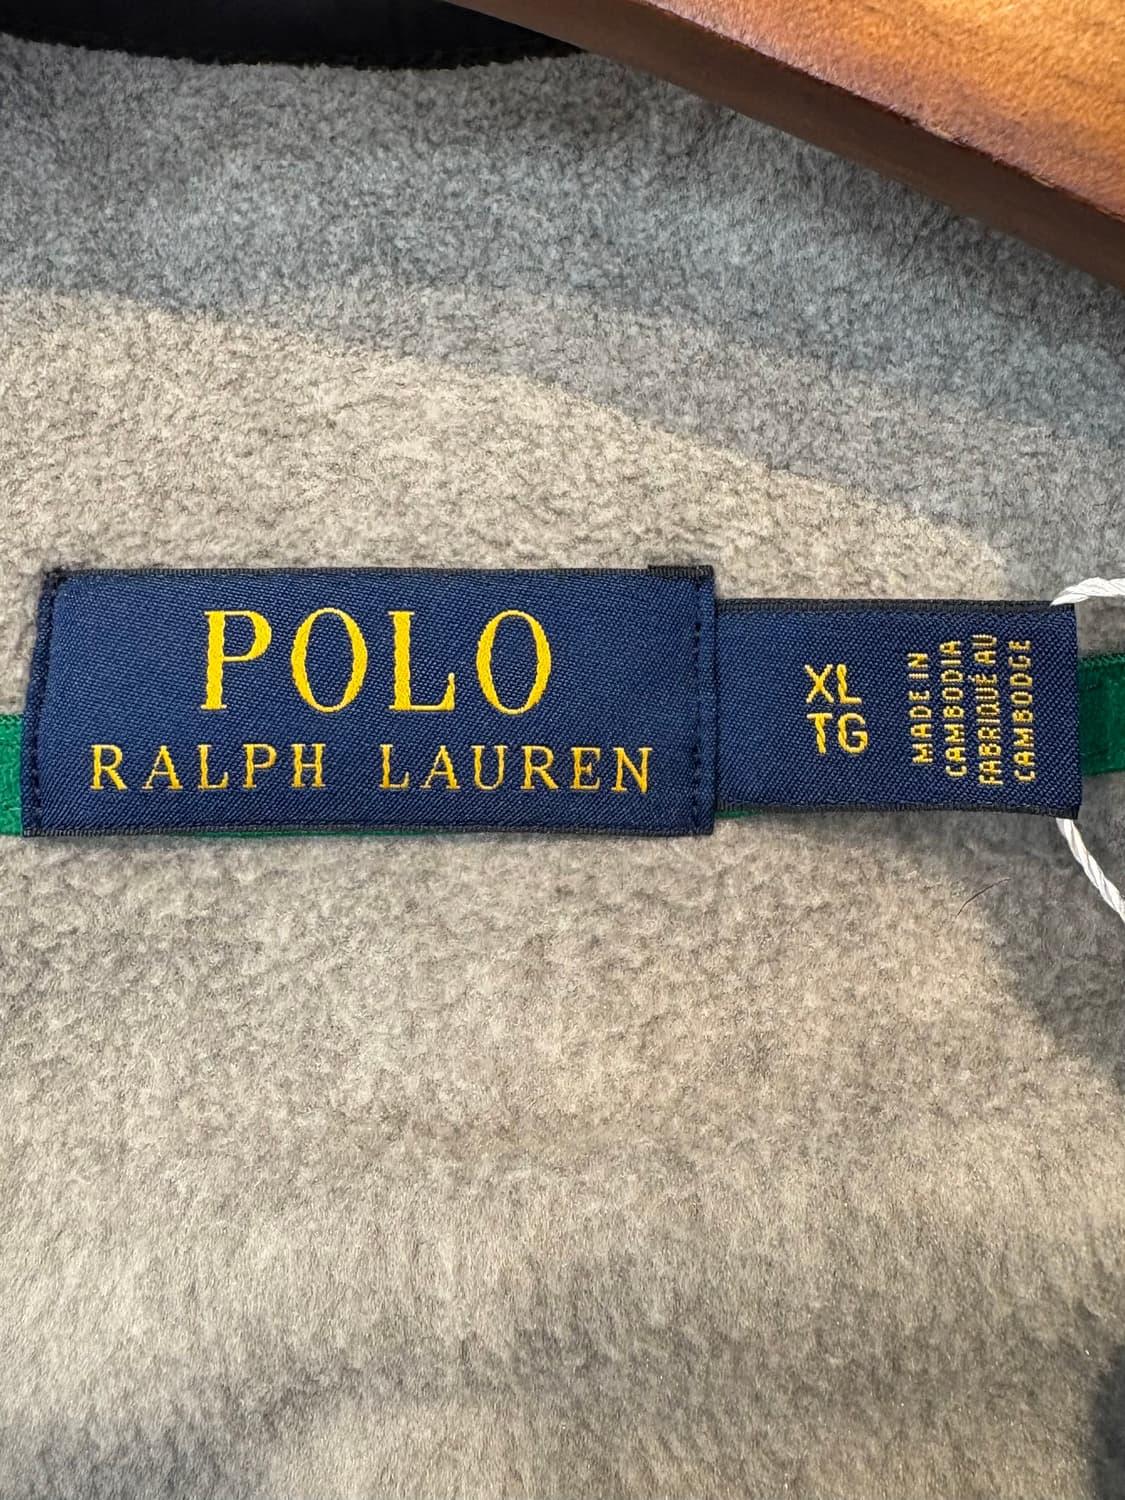 POLO
RALPH LAUREN
XL
TG
MADE IN
CAMBODIA
FABRIQUÉ AU
CAMBODGE